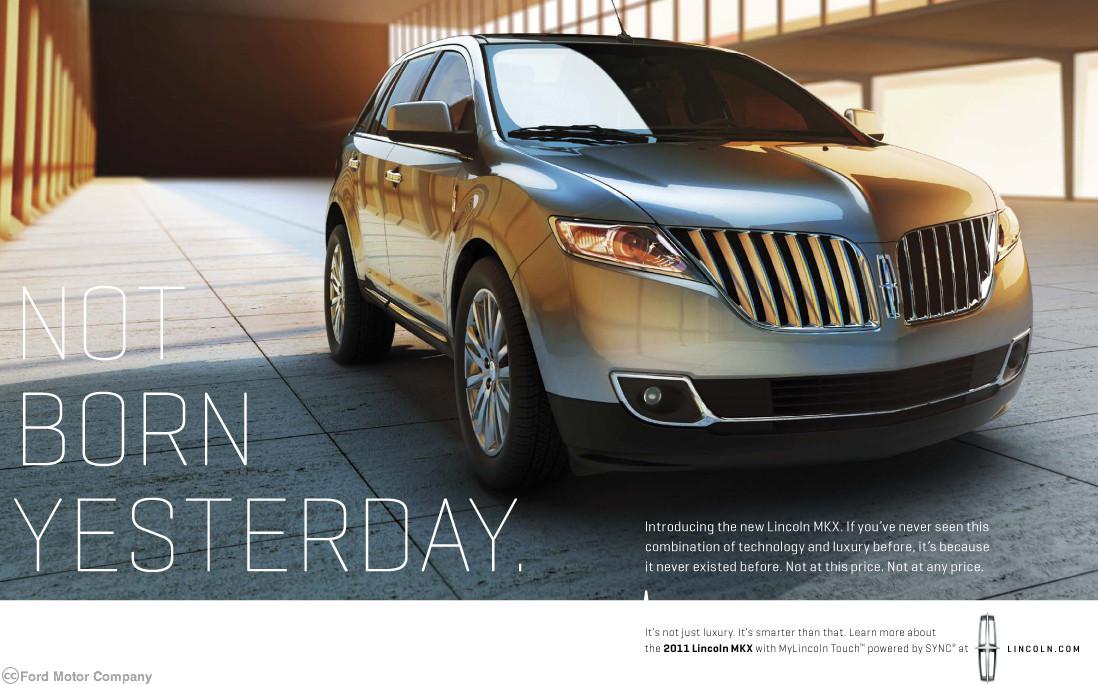 NOT
BORN
YESTERDAY.
Introducing the new Lincoln MKX. If you've never seen this
combination of technology and luxury before, it's because
it never existed before. Not at this price. Not at any price.
It's not just luxury. It's smarter than that. Learn more about
the 2011 Lincoln MKX with MyLincoln Touch™ powered by SYNC® at
LINCOLN.COM
cc Ford Motor Company